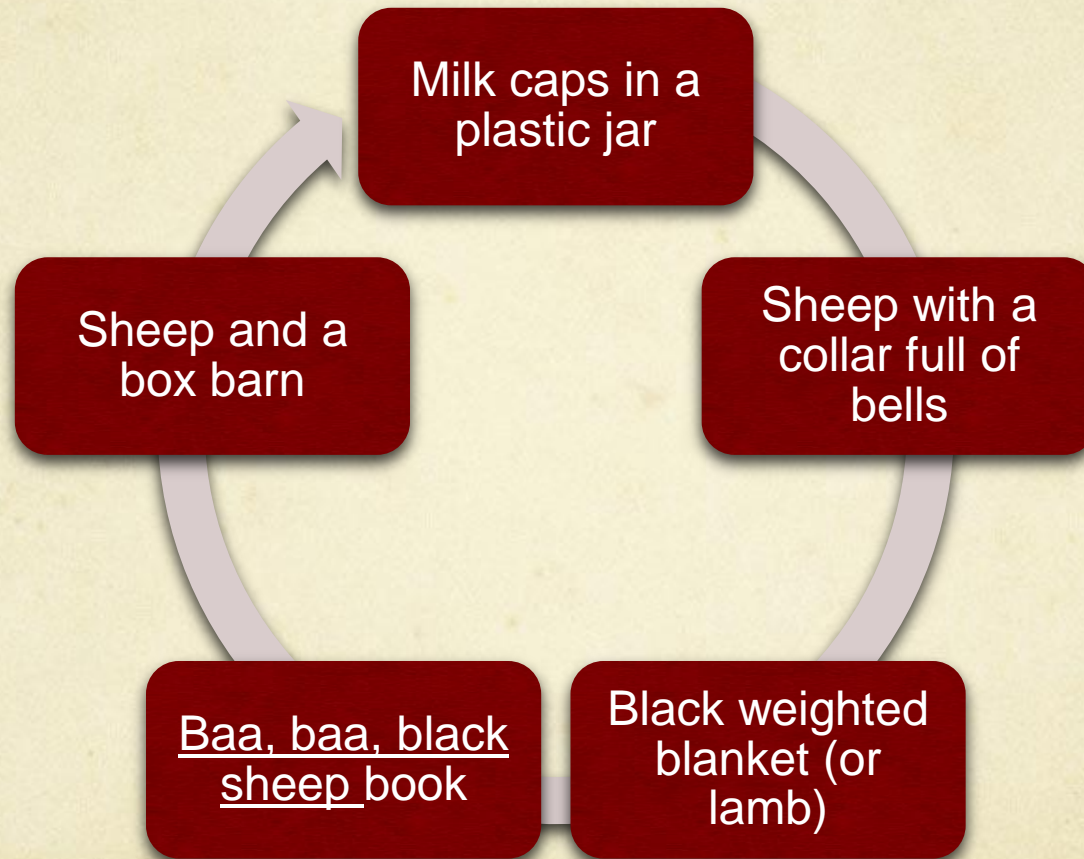 Milk caps in a
plastic jar
Sheep with a
collar full of
bells
Black weighted
blanket (or
lamb)
Baa, baa, black
sheep book
Sheep and a
box barn